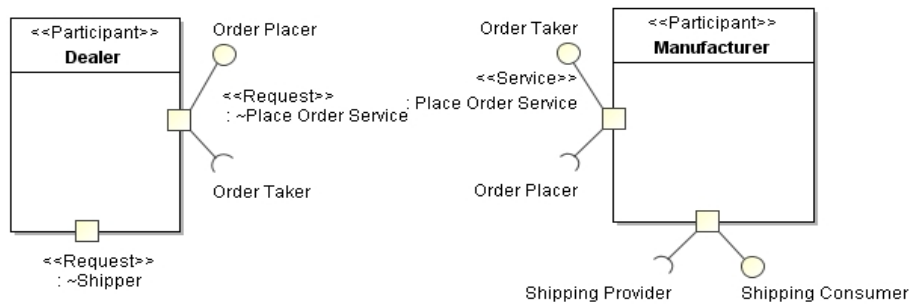 <<Participant>>
Dealer
Order Placer
<<Request>>
: ~Place Order Service
Order Taker
<<Request>>
: ~Shipper
Order Taker
<<Service>>
: Place Order Service
Order Placer
<<Participant>>
Manufacturer
Shipping Provider
Shipping Consumer